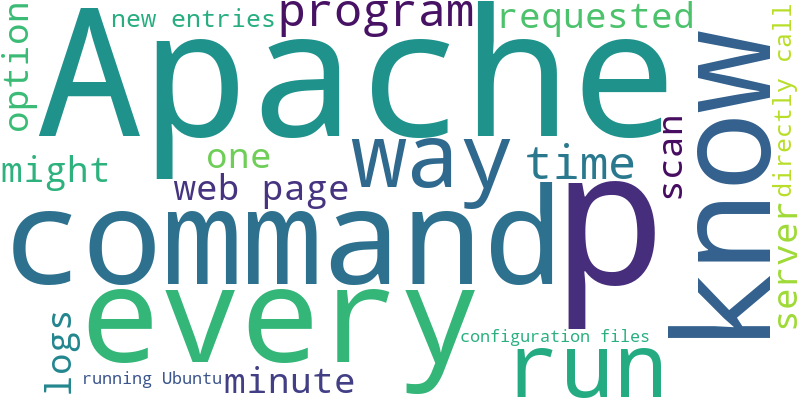 program
requested
new entries
option
Apache
know
directly call
server
scan
way
time
one
might
web page
command
p
every
run
logs
minute
running Ubuntu
configuration files